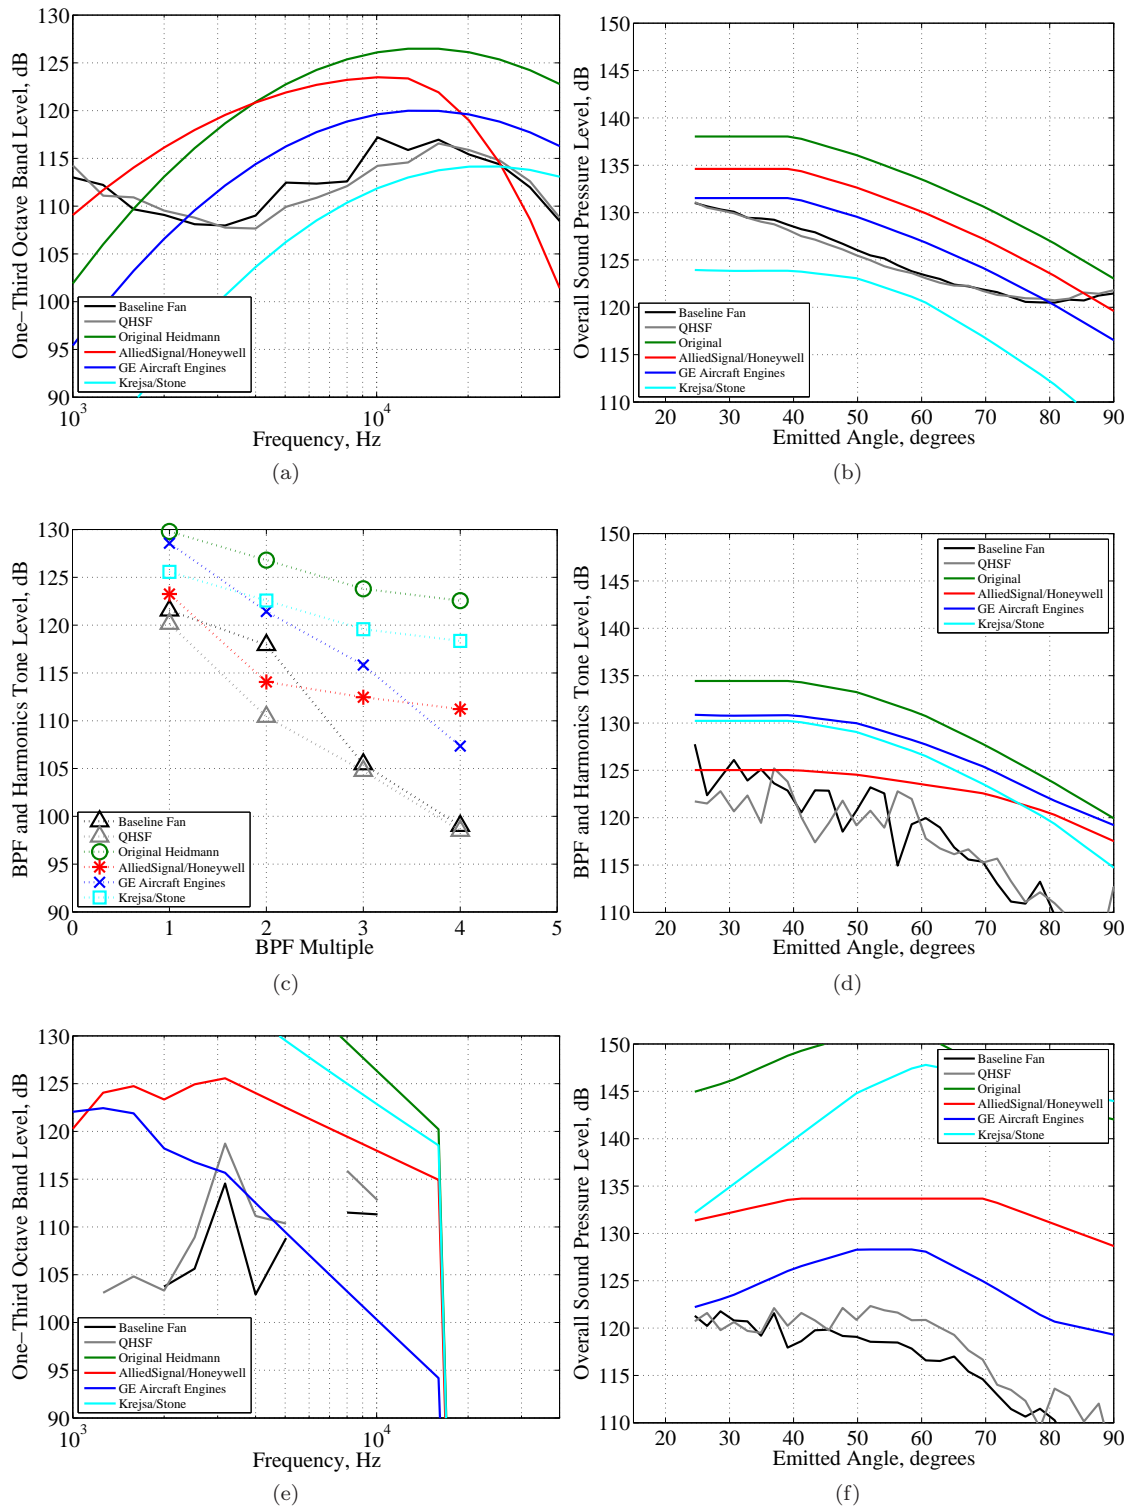 One-Third Octave Band Level, dB
130
125
120
115
110
105
100
95
90
10^3
10^4
Frequency, Hz
Baseline Fan
QHSF
Original Heidmann
AlliedSignal/Honeywell
GE Aircraft Engines
Krejsa/Stone
(a)
Overall Sound Pressure Level, dB
150
145
140
135
130
125
120
115
110
20 30 40 50 60 70 80 90
Emitted Angle, degrees
Baseline Fan
QHSF
Original
AlliedSignal/Honeywell
GE Aircraft Engines
Krejsa/Stone
(b)
BPF and Harmonics Tone Level, dB
130
125
120
115
110
105
100
95
90
0 1 2 3 4 5
BPF Multiple
Baseline Fan
QHSF
Original Heidmann
AlliedSignal/Honeywell
GE Aircraft Engines
Krejsa/Stone
(c)
BPF and Harmonics Tone Level, dB
150
145
140
135
130
125
120
115
110
20 30 40 50 60 70 80 90
Emitted Angle, degrees
Baseline Fan
QHSF
Original
AlliedSignal/Honeywell
GE Aircraft Engines
Krejsa/Stone
(d)
One-Third Octave Band Level, dB
130
125
120
115
110
105
100
95
90
10^3
10^4
Frequency, Hz
Baseline Fan
QHSF
Original Heidmann
AlliedSignal/Honeywell
GE Aircraft Engines
Krejsa/Stone
(e)
Overall Sound Pressure Level, dB
150
145
140
135
130
125
120
115
110
20 30 40 50 60 70 80 90
Emitted Angle, degrees
Baseline Fan
QHSF
Original
AlliedSignal/Honeywell
GE Aircraft Engines
Krejsa/Stone
(f)